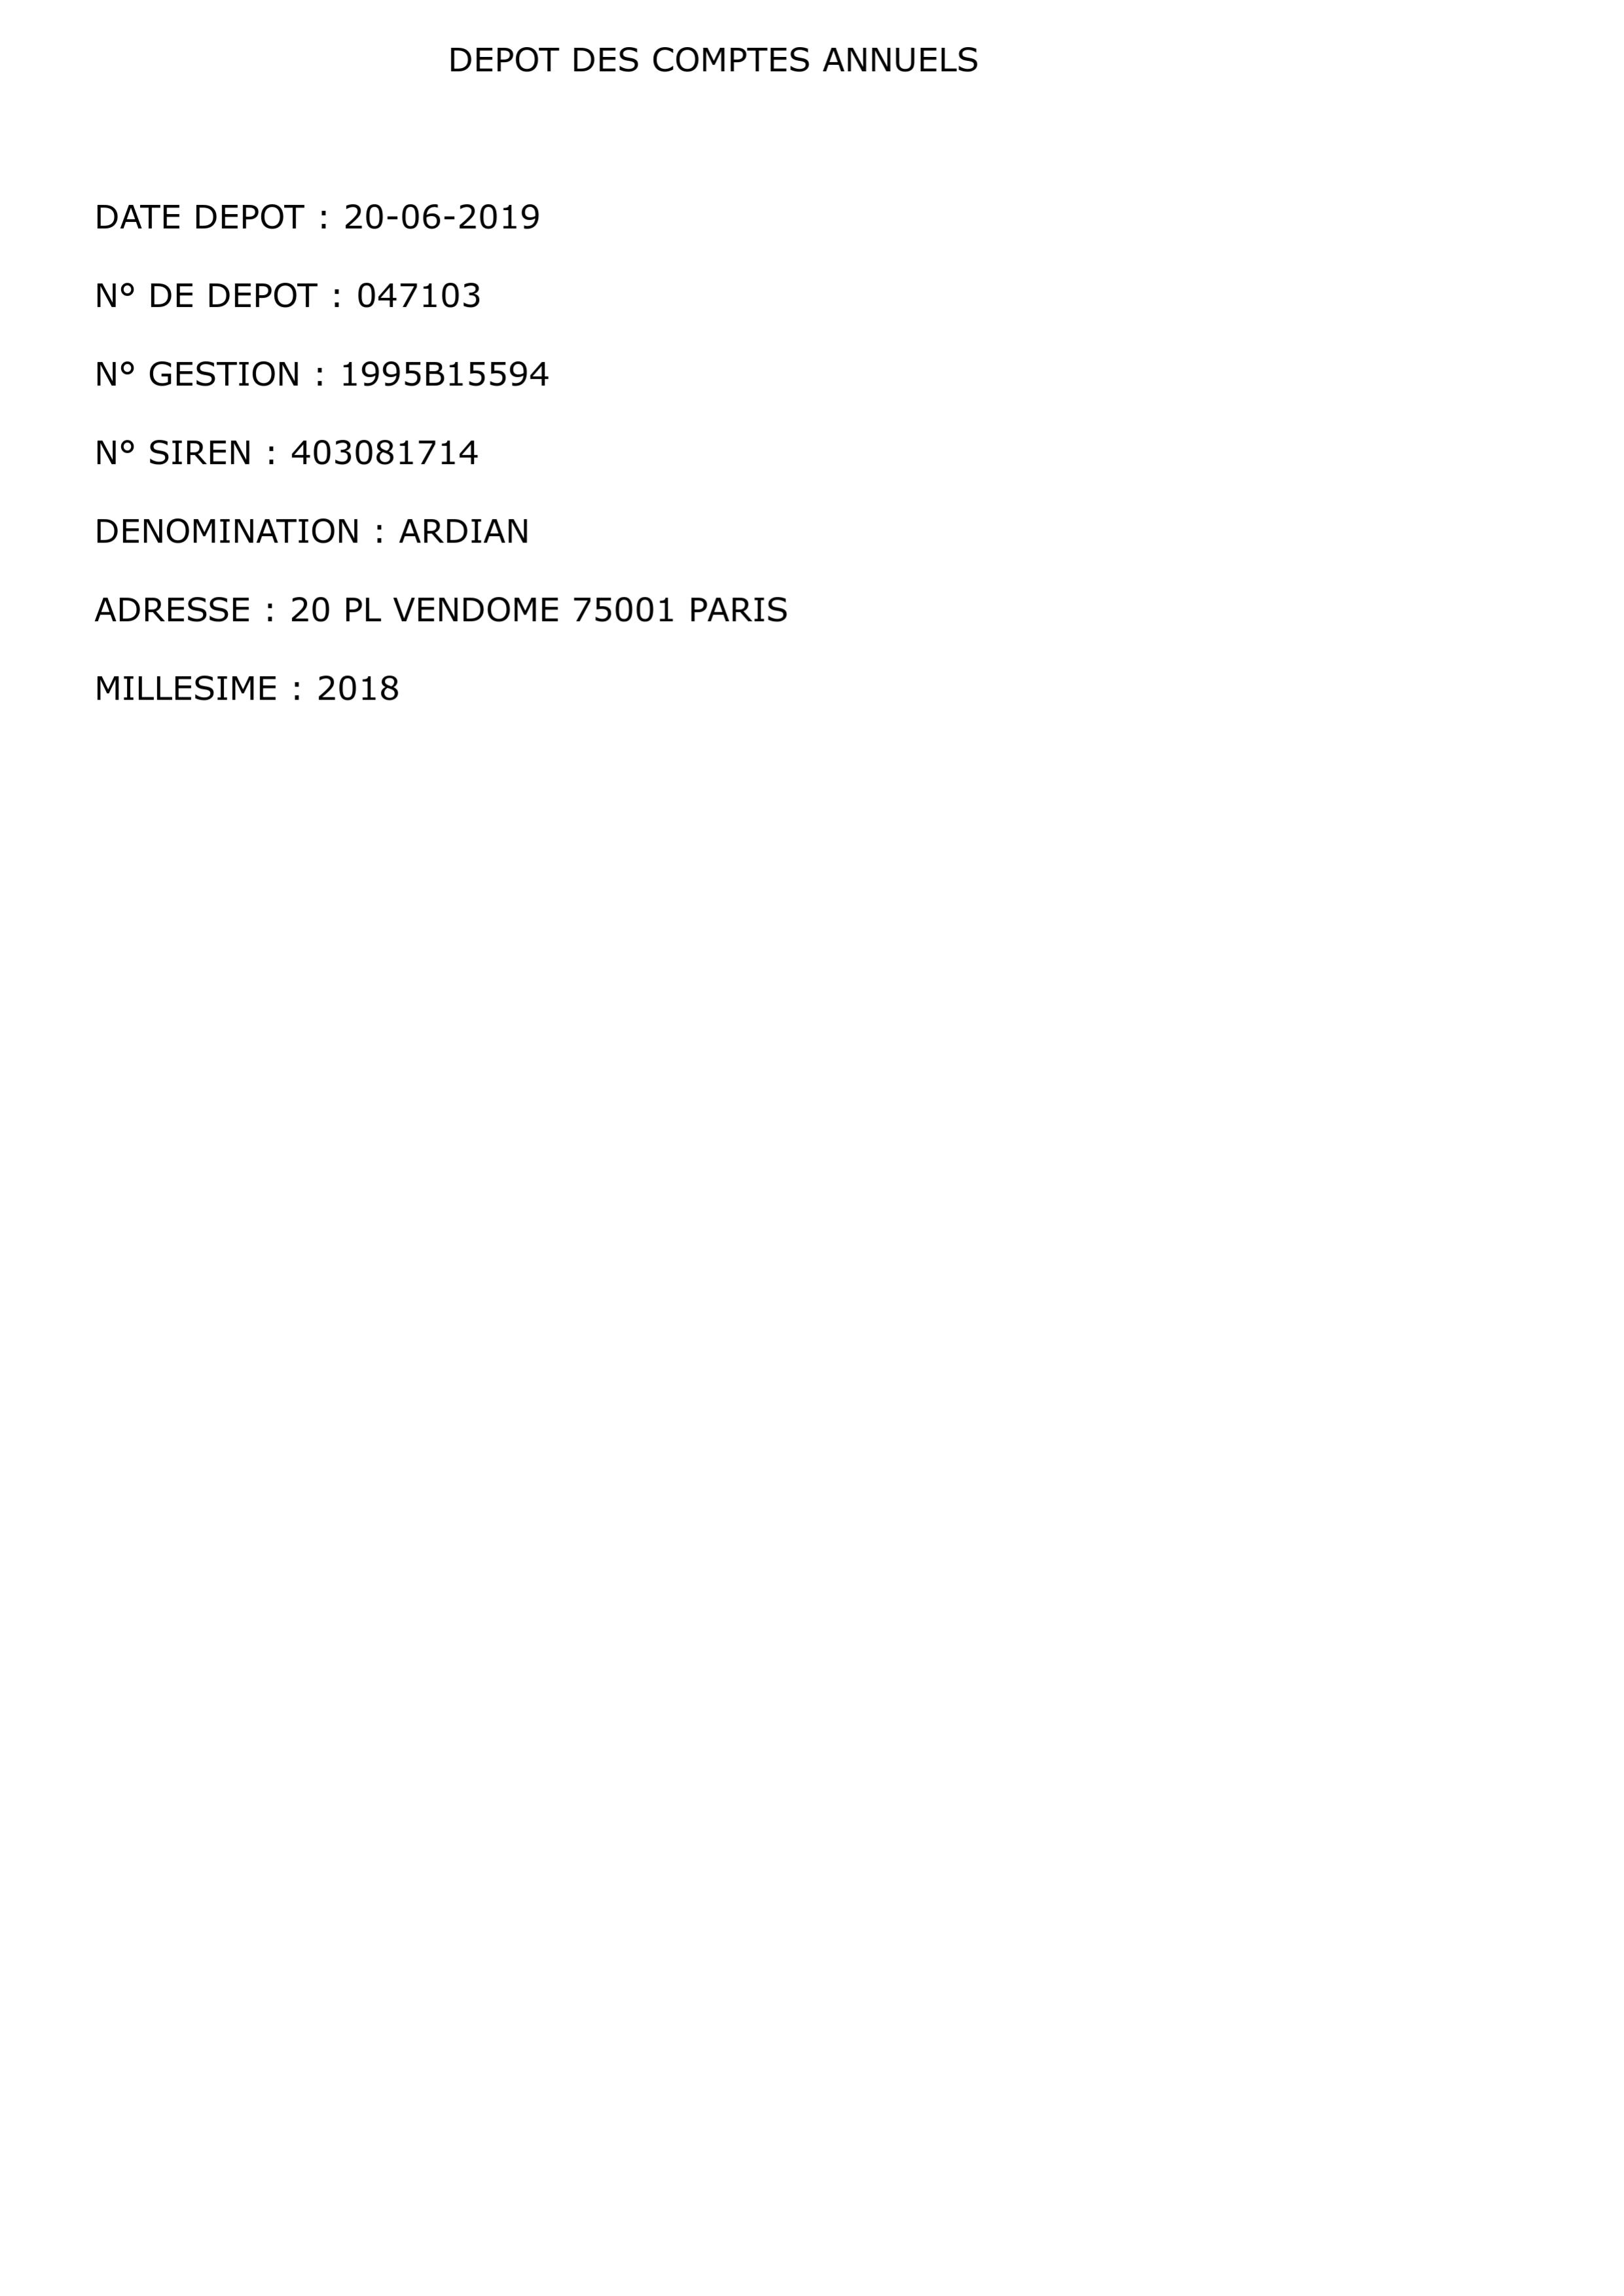 DEPOT DES COMPTES ANNUELS
DATE DEPOT : 20-06-2019
N° DE DEPOT : 047103
N° GESTION : 1995B15594
N° SIREN : 403081714
DENOMINATION : ARDIAN
ADRESSE : 20 PL VENDOME 75001 PARIS
MILLESIME : 2018